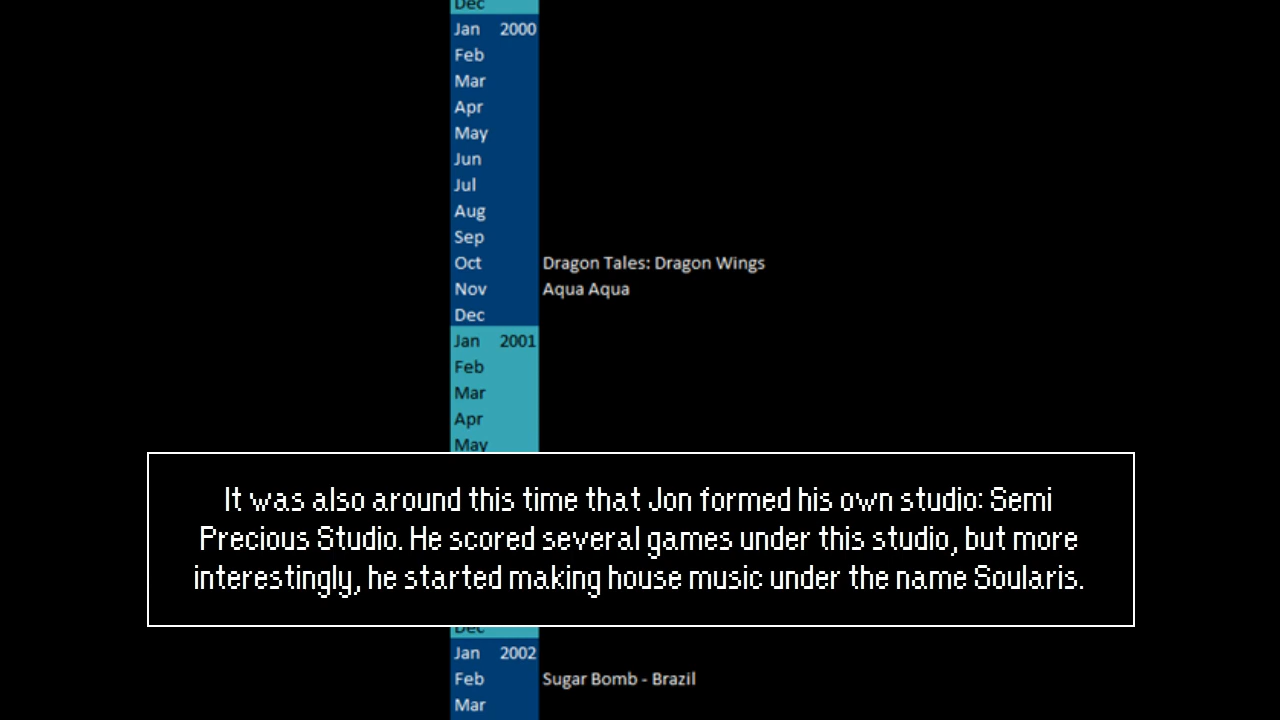 Dec
Jan 2000
Feb
Mar
Apr
May
Jun
Jul
Aug
Sep
Oct Dragon Tales: Dragon Wings
Nov Aqua Aqua
Dec
Jan 2001
Feb
Mar
Apr
May
It was also around this time that Jon formed his own studio: Semi
Precious Studio. He scored several games under this studio, but more
interestingly, he started making house music under the name Soularis.
Dec
Jan 2002
Feb Sugar Bomb - Brazil
Mar